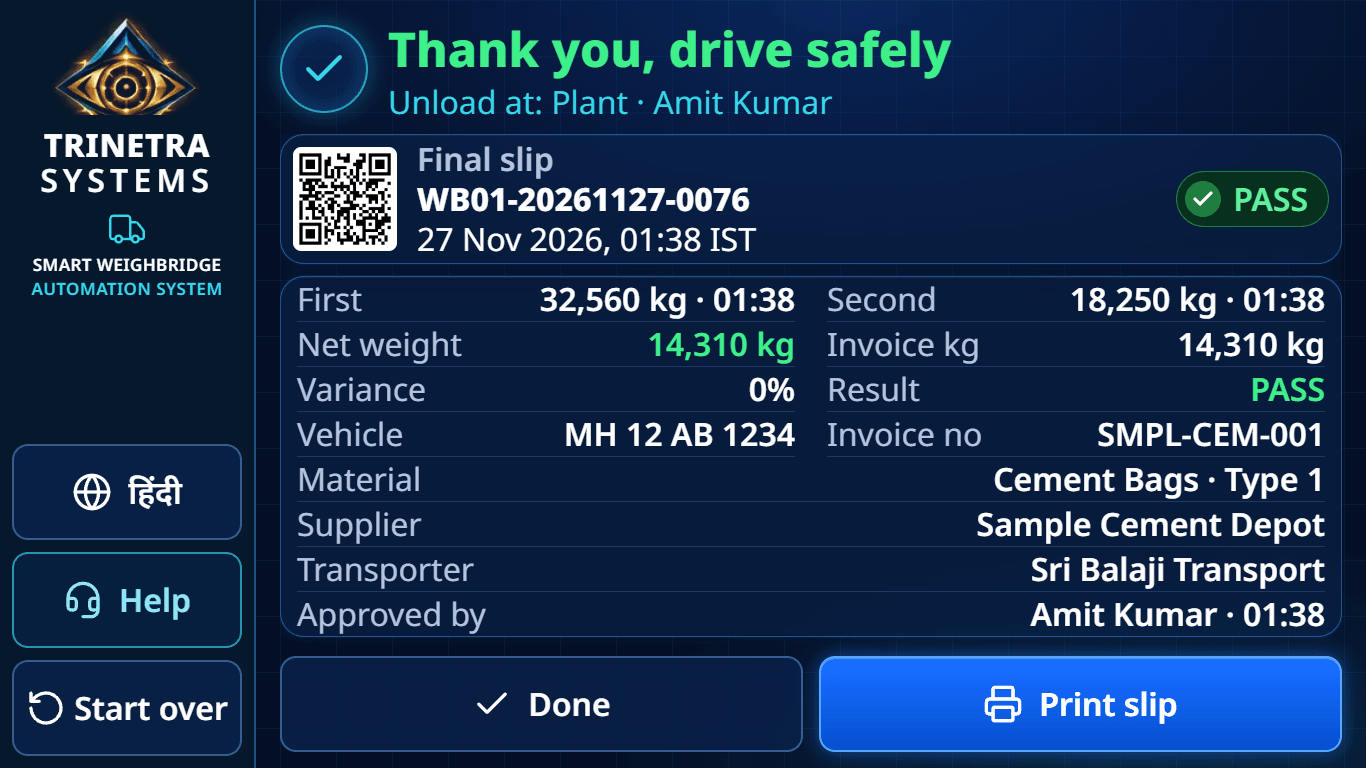 TRINETRA
SYSTEMS
SMART WEIGHBRIDGE
AUTOMATION SYSTEM
हिंदी
Help
Start over
Thank you, drive safely
Unload at: Plant · Amit Kumar
Final slip
WB01-20261127-0076
27 Nov 2026, 01:38 IST
PASS
First 32,560 kg · 01:38 Second 18,250 kg · 01:38
Net weight 14,310 kg Invoice kg 14,310 kg
Variance 0% Result PASS
Vehicle MH 12 AB 1234 Invoice no SMPL-CEM-001
Material Cement Bags · Type 1
Supplier Sample Cement Depot
Transporter Sri Balaji Transport
Approved by Amit Kumar · 01:38
Done Print slip